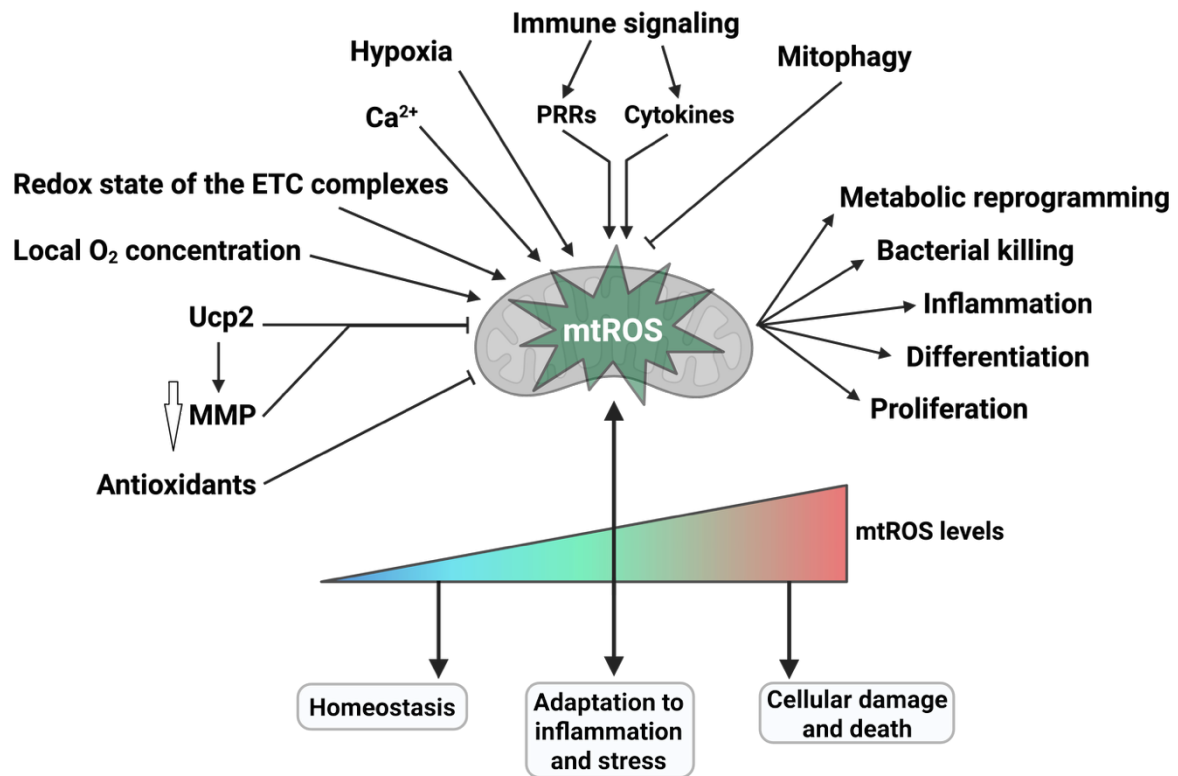 Immune signaling
Hypoxia
Mitophagy
Ca²⁺
PRRs
Cytokines
Redox state of the ETC complexes
Metabolic reprogramming
Local O₂ concentration
Bacterial killing
Inflammation
Ucp2
mtROS
Differentiation
MMP
Proliferation
Antioxidants
mtROS levels
Homeostasis
Adaptation to
inflammation
and stress
Cellular damage
and death